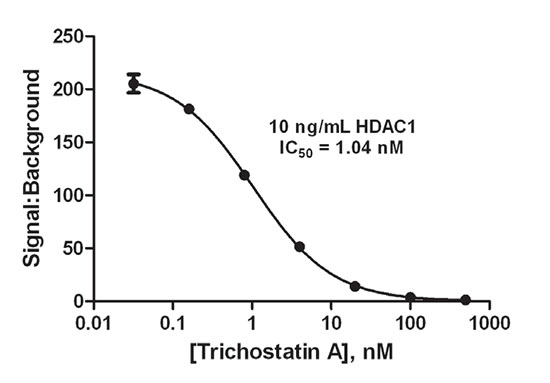 250
200
150
100
50
0
Signal:Background
10 ng/mL HDAC1
IC₅₀ = 1.04 nM
0.01 0.1 1 10 100 1000
[Trichostatin A], nM